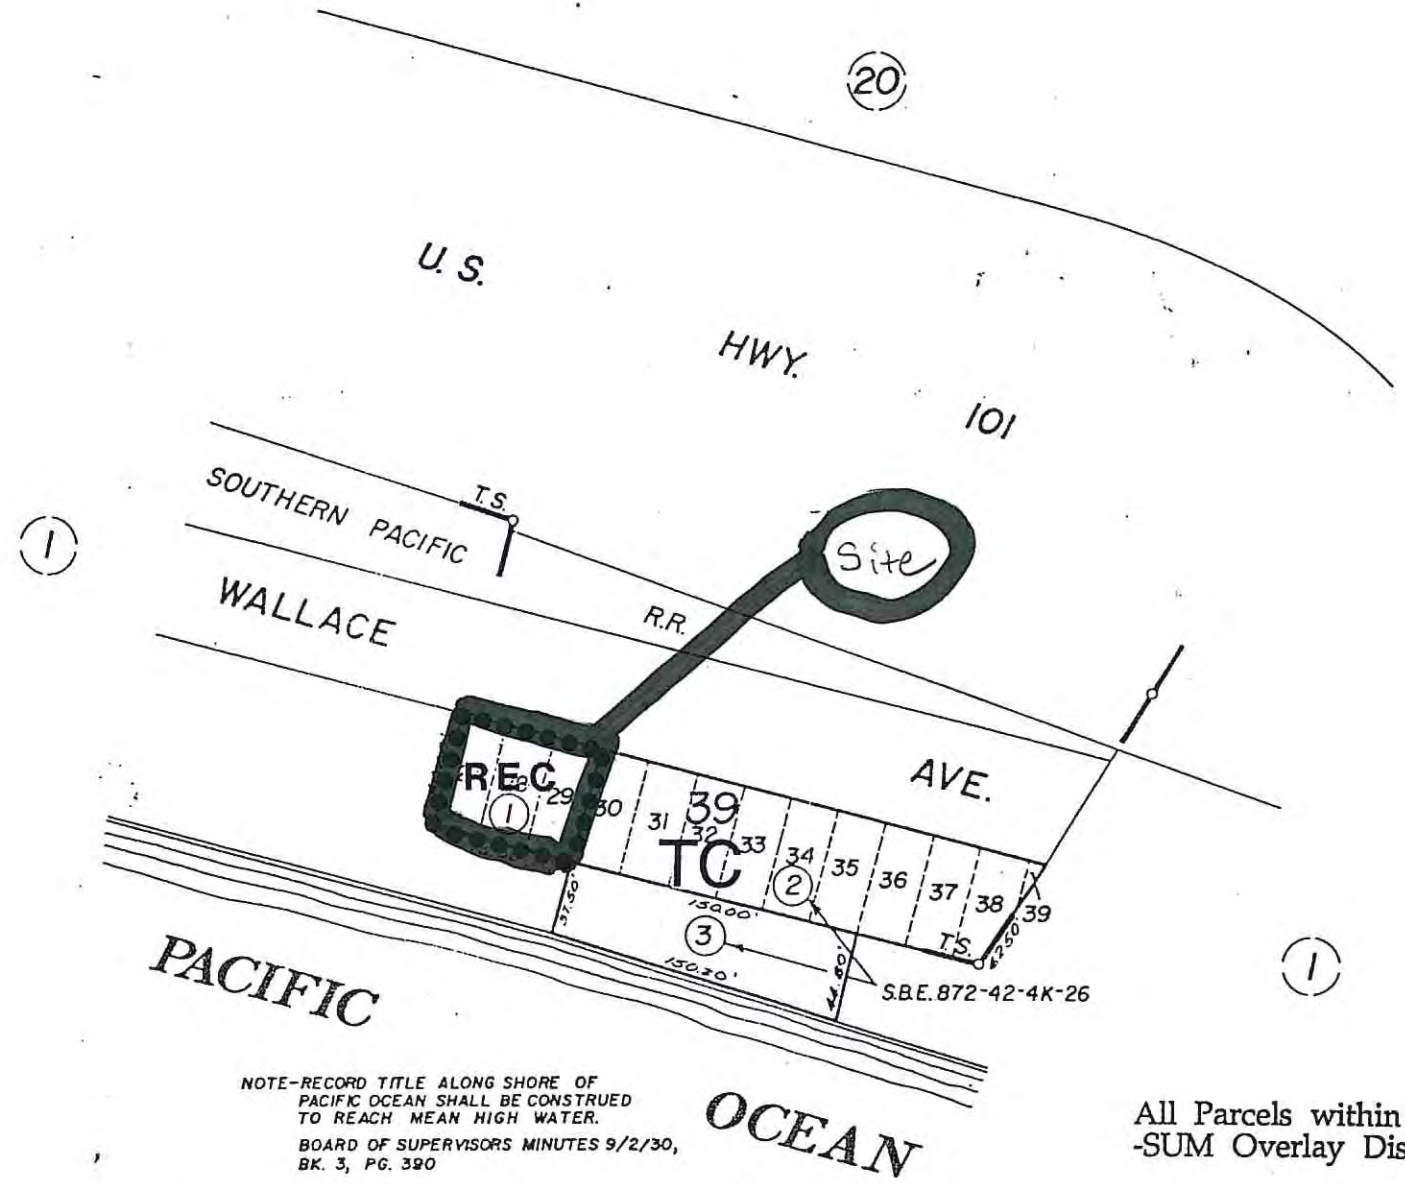 20
U. S.
HWY.
101
SOUTHERN PACIFIC
T.S.
R.R.
Site
1
WALLACE
AVE.
REC
29
1
30
31
39
32
33
34
35
36
37
38
39
TC
2
150.00'
37.50'
3
150.20'
44.80'
T.S.
S.B.E. 872-42-4K-26
1
PACIFIC
OCEAN
NOTE-RECORD TITLE ALONG SHORE OF
PACIFIC OCEAN SHALL BE CONSTRUED
TO REACH MEAN HIGH WATER.
BOARD OF SUPERVISORS MINUTES 9/2/30,
BK. 3, PG. 390
All Parcels within
-SUM Overlay Dis